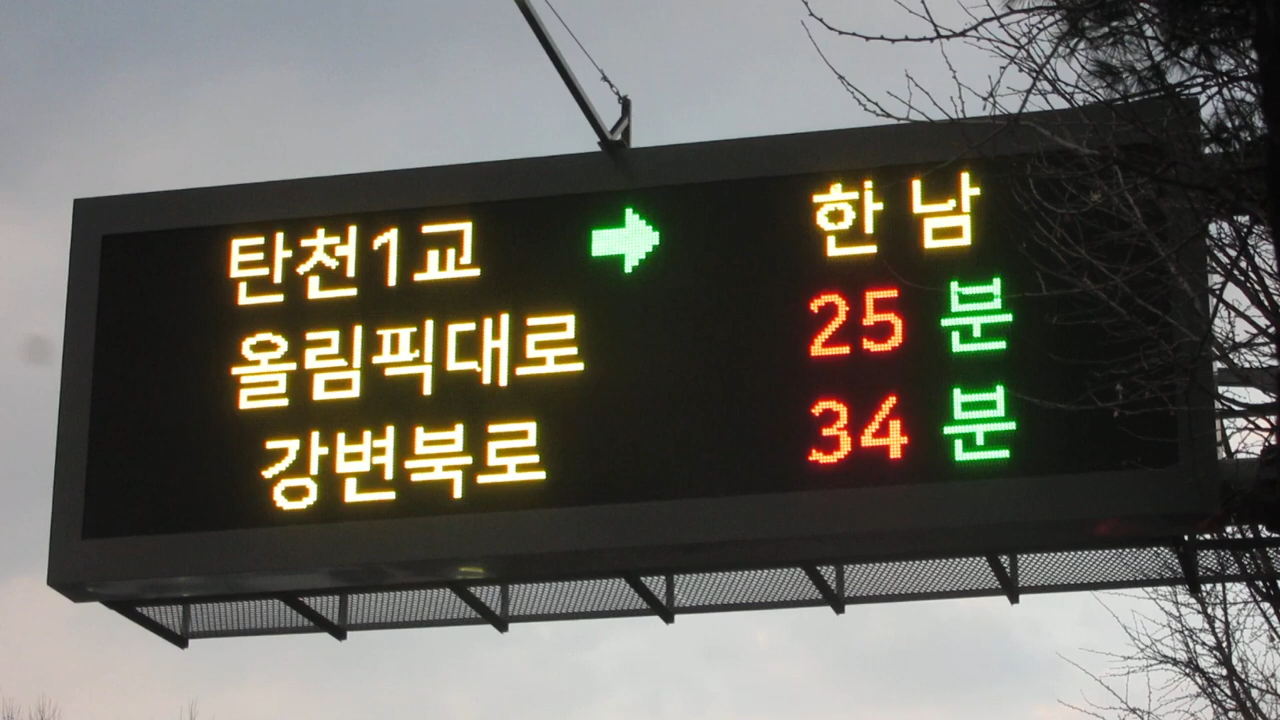 탄천1교 → 한남
올림픽대로 25 분
강변북로 34 분